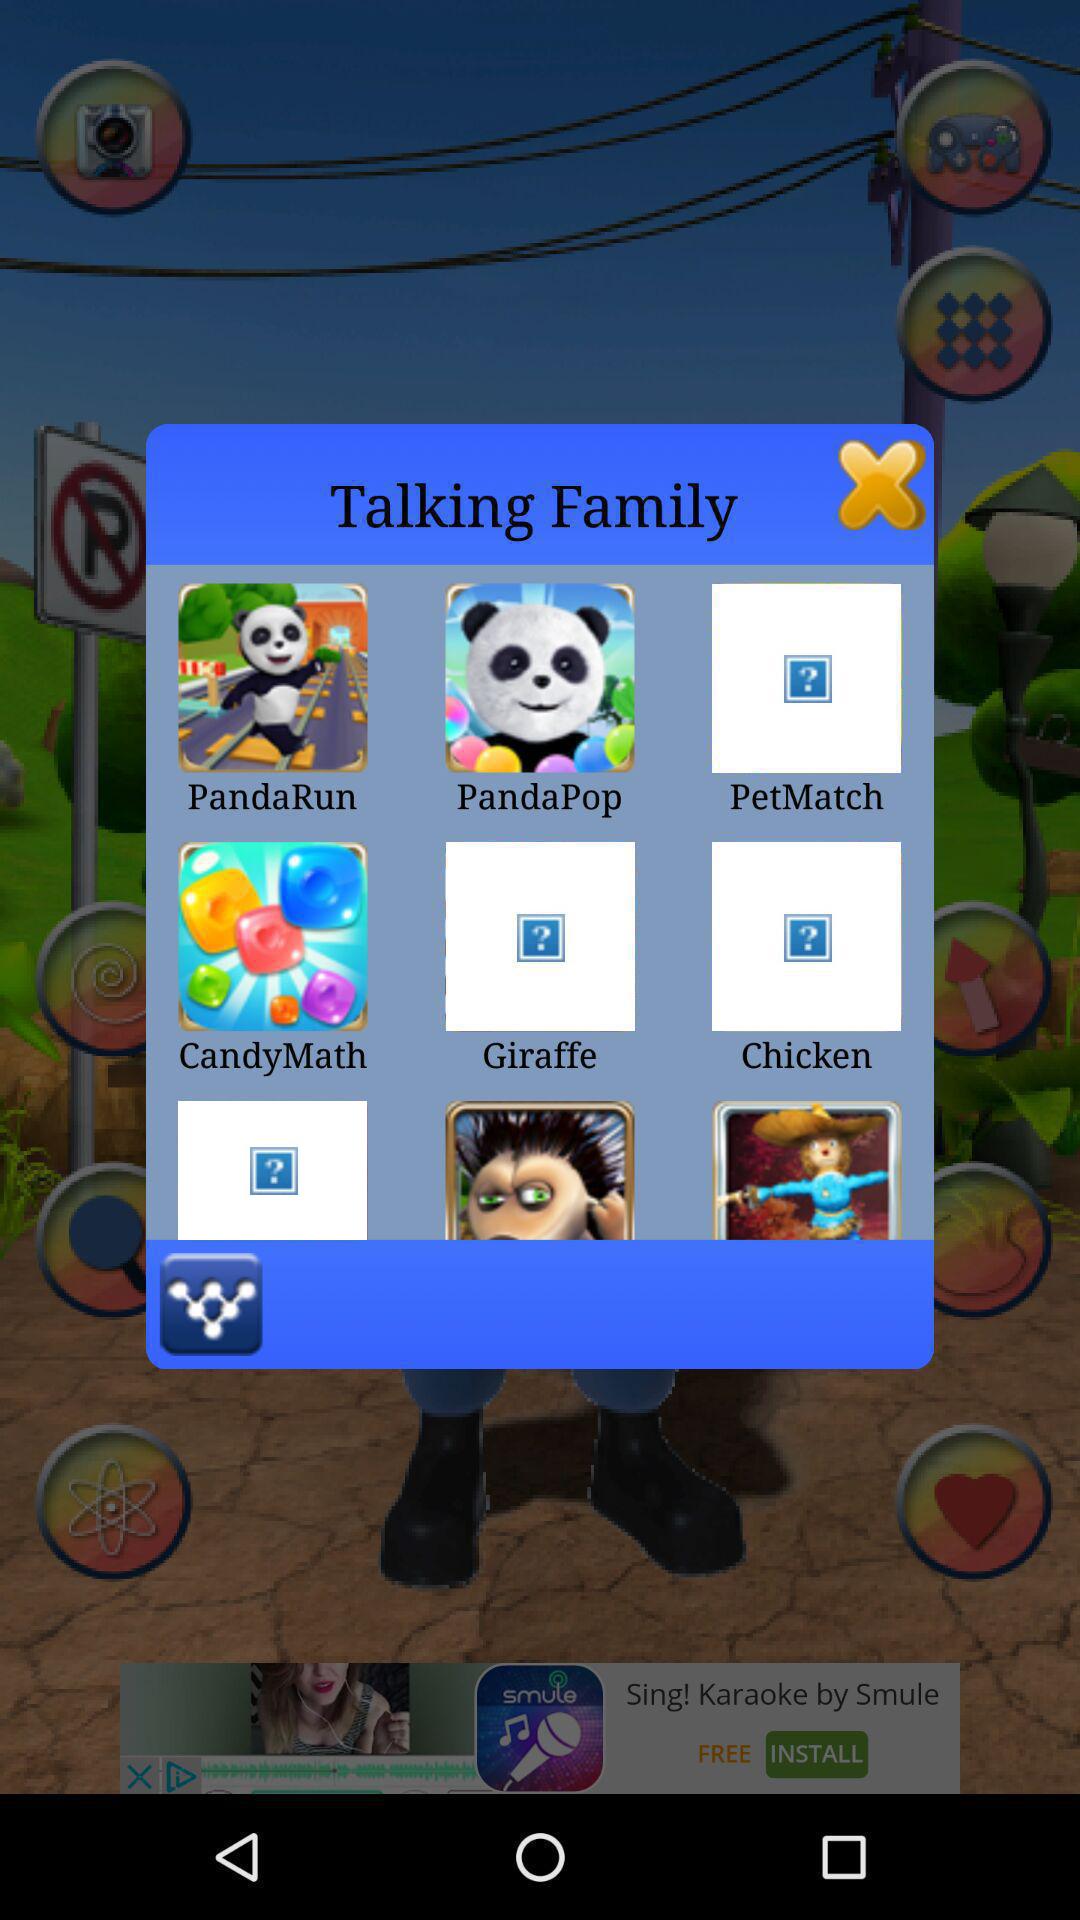 P
Talking Family
PandaRun
PandaPop
PetMatch
CandyMath
Giraffe
Chicken
smule
Sing! Karaoke by Smule
FREE
INSTALL